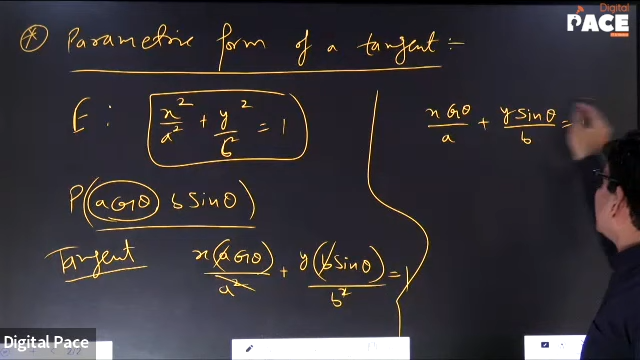 * Parametric form of a tangent :-
E : x²/a² + y²/b² = 1
P(a cosθ b sinθ)
Tangent x(a cosθ)/a² + y(b sinθ)/b² = 1
x cosθ/a + y sinθ/b =
Digital
PACE
Digital Pace